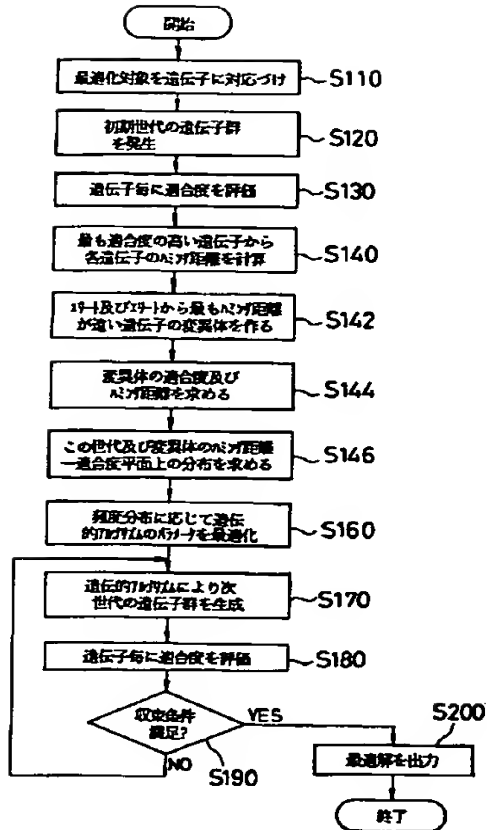 開始
最適化対象を遺伝子に対応づけ
S110
初期世代の遺伝子群
を発生
S120
遺伝子毎に適合度を評価
S130
最も適合度の高い遺伝子から
各遺伝子のハミング距離を計算
S140
エリート及びエリートから最もハミング距離
が遠い遺伝子の変異体を作る
S142
変異体の適合度及び
ハミング距離を求める
S144
この世代及び変異体のハミング距離
ー適合度平面上の分布を求める
S146
頻度分布に応じて遺伝
的アルゴリズムのパラメータを最適化
S160
遺伝的アルゴリズムにより次
世代の遺伝子群を生成
S170
遺伝子毎に適合度を評価
S180
収束条件
満足?
YES
NO
S190
S200
最適解を出力
終了